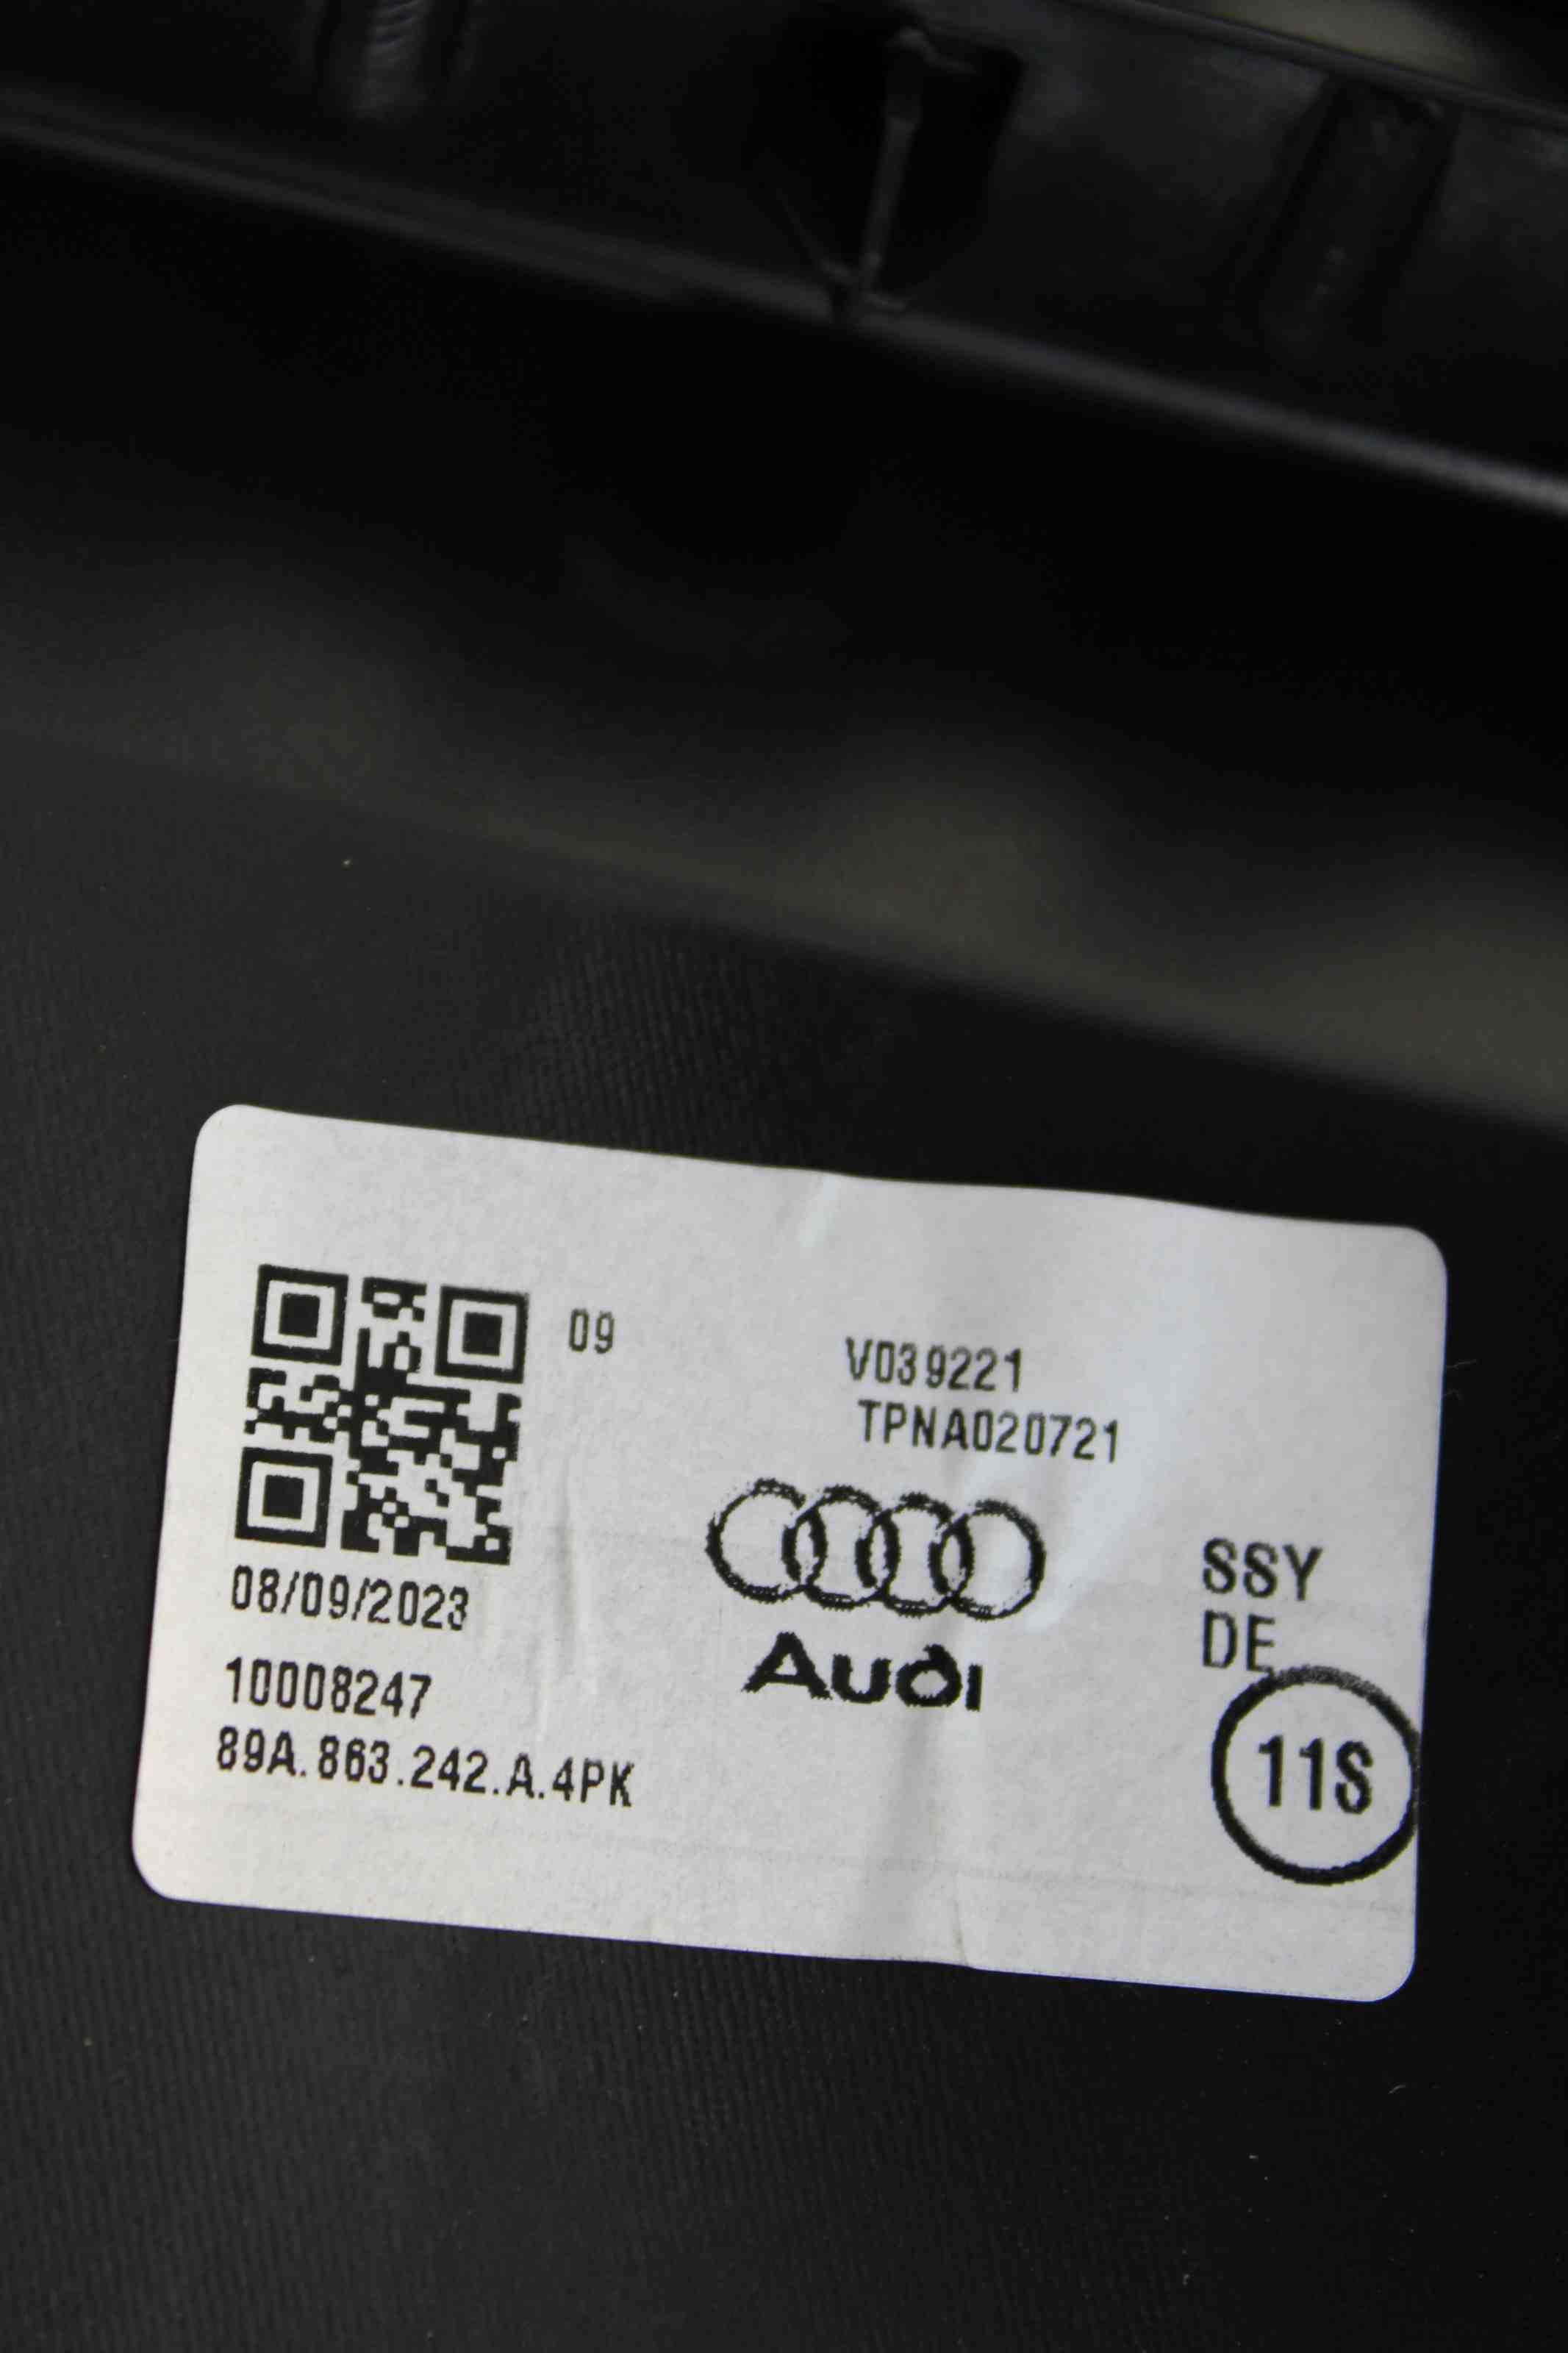 09
V039221
TPNA020721
08/09/2023
10008247
89A.863.242.A.4PK
Audi
SSY
DE
11S